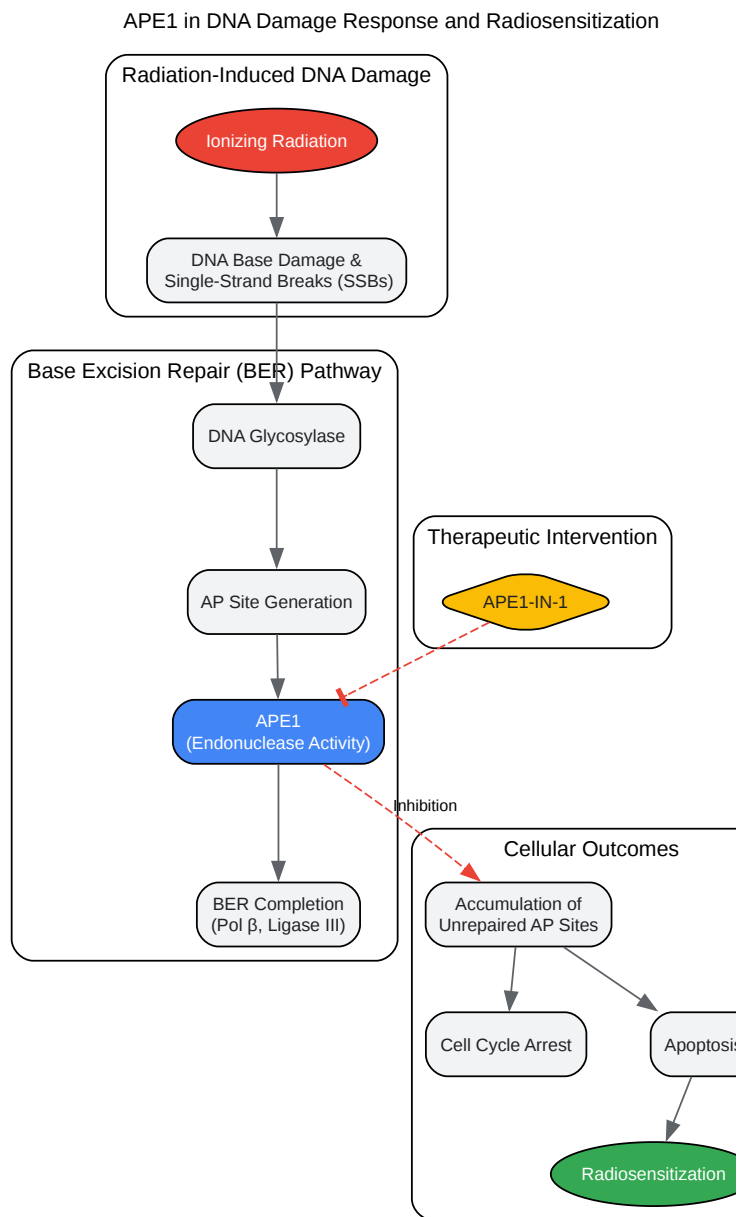 APE1 in DNA Damage Response and Radiosensitization
Radiation-Induced DNA Damage
Ionizing Radiation
DNA Base Damage &
Single-Strand Breaks (SSBs)
Base Excision Repair (BER) Pathway
DNA Glycosylase
AP Site Generation
Therapeutic Intervention
APE1-IN-1
APE1
(Endonuclease Activity)
Inhibition
BER Completion
(Pol β, Ligase III)
Cellular Outcomes
Accumulation of
Unrepaired AP Sites
Cell Cycle Arrest
Apoptosis
Radiosensitization